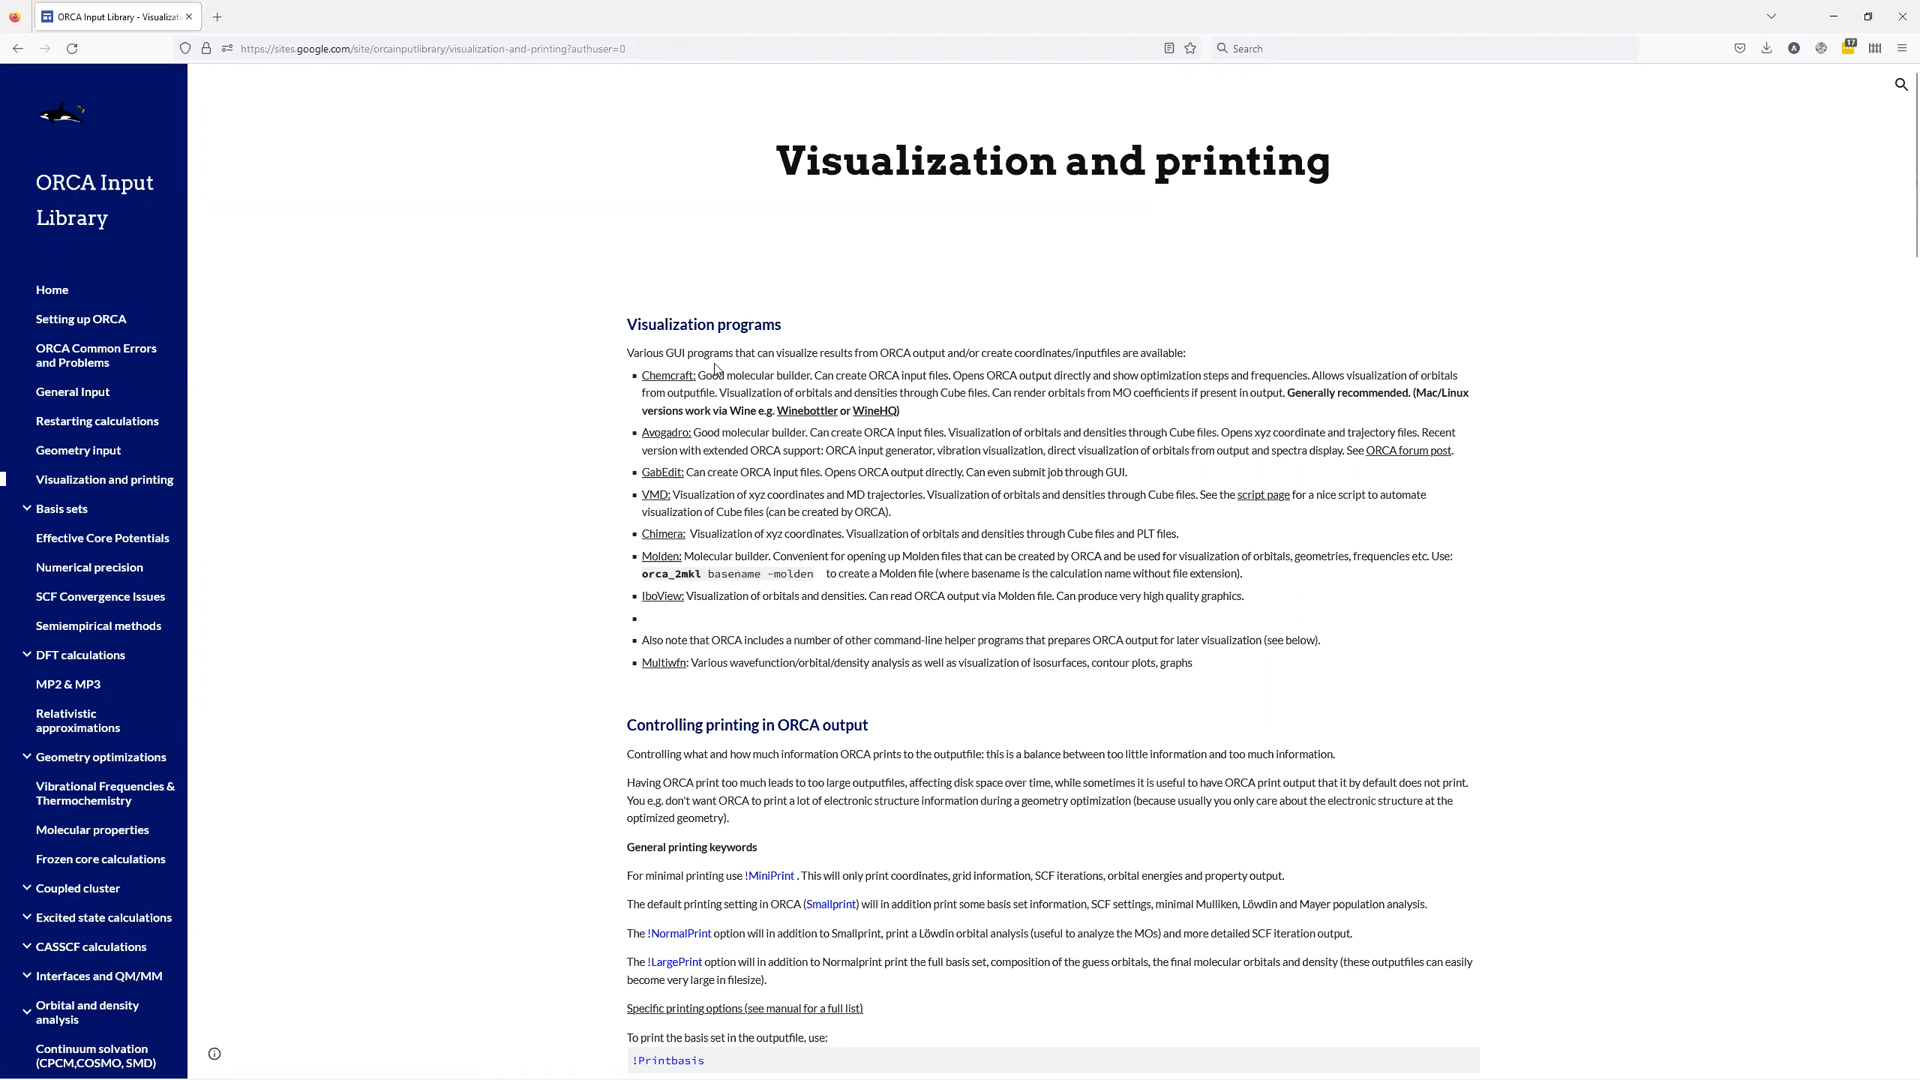 ORCA Input Library - Visualizati
https://sites.google.com/site/orcainputlibrary/visualization-and-printing?authuser=0
Search
17
ORCA Input
Library
Home
Setting up ORCA
ORCA Common Errors
and Problems
General Input
Restarting calculations
Geometry input
Visualization and printing
Basis sets
Effective Core Potentials
Numerical precision
SCF Convergence Issues
Semiempirical methods
DFT calculations
MP2 & MP3
Relativistic
approximations
Geometry optimizations
Vibrational Frequencies &
Thermochemistry
Molecular properties
Frozen core calculations
Coupled cluster
Excited state calculations
CASSCF calculations
Interfaces and QM/MM
Orbital and density
analysis
Continuum solvation
(CPCM,COSMO, SMD)
Visualization and printing
Visualization programs
Various GUI programs that can visualize results from ORCA output and/or create coordinates/inputfiles are available:
Chemcraft: Good molecular builder. Can create ORCA input files. Opens ORCA output directly and show optimization steps and frequencies. Allows visualization of orbitals
from outputfile. Visualization of orbitals and densities through Cube files. Can render orbitals from MO coefficients if present in output. Generally recommended. (Mac/Linux
versions work via Wine e.g. Winebottler or WineHQ)
Avogadro: Good molecular builder. Can create ORCA input files. Visualization of orbitals and densities through Cube files. Opens xyz coordinate and trajectory files. Recent
version with extended ORCA support: ORCA input generator, vibration visualization, direct visualization of orbitals from output and spectra display. See ORCA forum post.
GabEdit: Can create ORCA input files. Opens ORCA output directly. Can even submit job through GUI.
VMD: Visualization of xyz coordinates and MD trajectories. Visualization of orbitals and densities through Cube files. See the script page for a nice script to automate
visualization of Cube files (can be created by ORCA).
Chimera: Visualization of xyz coordinates. Visualization of orbitals and densities through Cube files and PLT files.
Molden: Molecular builder. Convenient for opening up Molden files that can be created by ORCA and be used for visualization of orbitals, geometries, frequencies etc. Use:
orca_2mkl basename -molden to create a Molden file (where basename is the calculation name without file extension).
IboView: Visualization of orbitals and densities. Can read ORCA output via Molden file. Can produce very high quality graphics.
Also note that ORCA includes a number of other command-line helper programs that prepares ORCA output for later visualization (see below).
Multiwfn: Various wavefunction/orbital/density analysis as well as visualization of isosurfaces, contour plots, graphs
Controlling printing in ORCA output
Controlling what and how much information ORCA prints to the outputfile: this is a balance between too little information and too much information.
Having ORCA print too much leads to too large outputfiles, affecting disk space over time, while sometimes it is useful to have ORCA print output that it by default does not print.
You e.g. don't want ORCA to print a lot of electronic structure information during a geometry optimization (because usually you only care about the electronic structure at the
optimized geometry).
General printing keywords
For minimal printing use !MiniPrint . This will only print coordinates, grid information, SCF iterations, orbital energies and property output.
The default printing setting in ORCA (Smallprint) will in addition print some basis set information, SCF settings, minimal Mulliken, Löwdin and Mayer population analysis.
The !NormalPrint option will in addition to Smallprint, print a Löwdin orbital analysis (useful to analyze the MOs) and more detailed SCF iteration output.
The !LargePrint option will in addition to Normalprint print the full basis set, composition of the guess orbitals, the final molecular orbitals and density (these outputfiles can easily
become very large in filesize).
Specific printing options (see manual for a full list)
To print the basis set in the outputfile, use:
!Printbasis